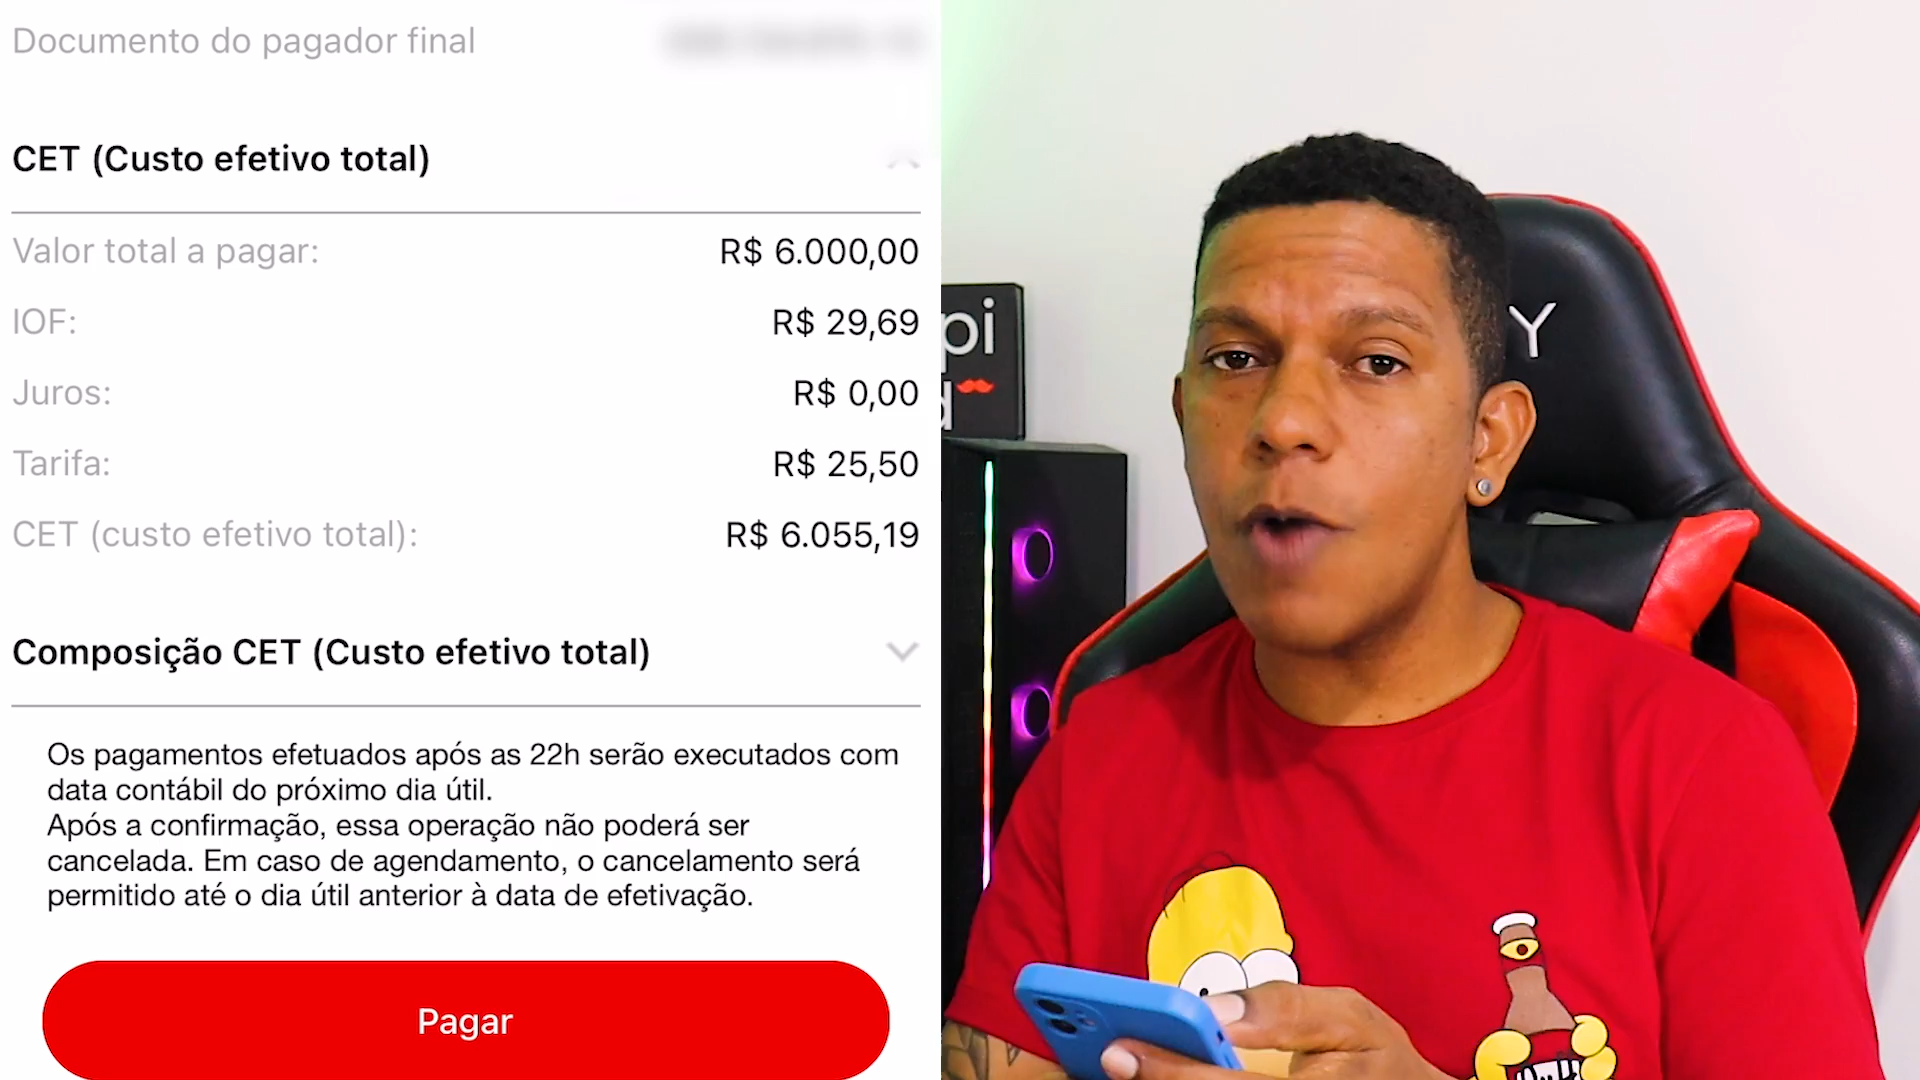 Documento do pagador final
CET (Custo efetivo total)
Valor total a pagar: R$ 6.000,00
IOF: R$ 29,69
Juros: R$ 0,00
Tarifa: R$ 25,50
CET (custo efetivo total): R$ 6.055,19
Composição CET (Custo efetivo total)
Os pagamentos efetuados após as 22h serão executados com
data contábil do próximo dia útil.
Após a confirmação, essa operação não poderá ser
cancelada. Em caso de agendamento, o cancelamento será
permitido até o dia útil anterior à data de efetivação.
Pagar
pi
d
Y